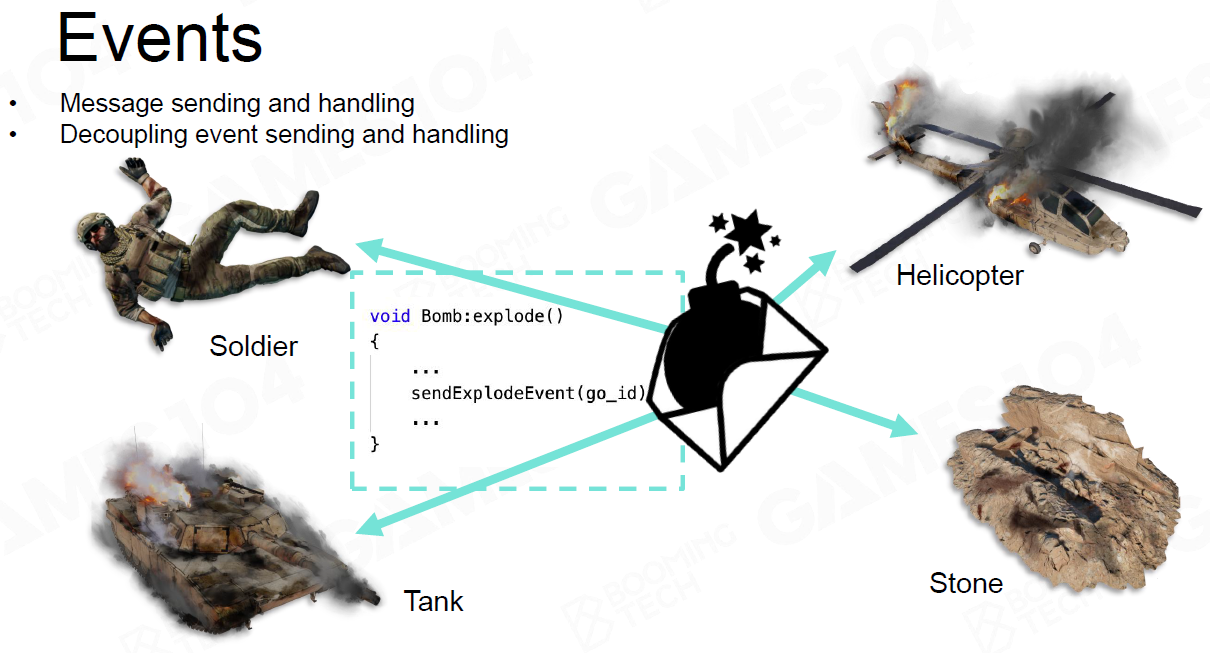 Events
• Message sending and handling
• Decoupling event sending and handling
Soldier
Helicopter
void Bomb:explode()
{
...
sendExplodeEvent(go_id)
...
}
Tank
Stone
GAMES104
BOOMING TECH